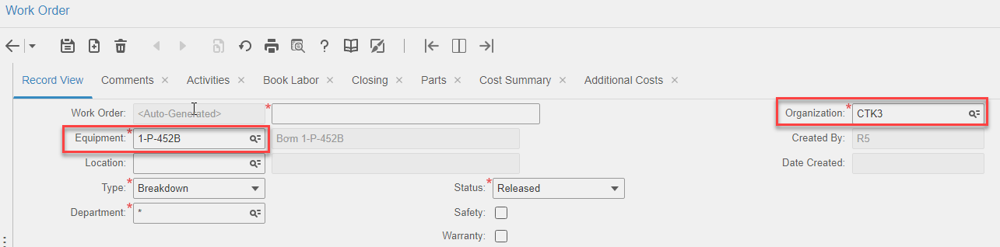 Work Order
Record View Comments × Activities × Book Labor × Closing × Parts × Cost Summary × Additional Costs ×
Work Order: <Auto-Generated> * Organization: * CTK3
Equipment: * 1-P-452B Bơm 1-P-452B Created By: R5
Location: Date Created:
Type: * Breakdown Status: * Released
Department: * * Safety:
Warranty: